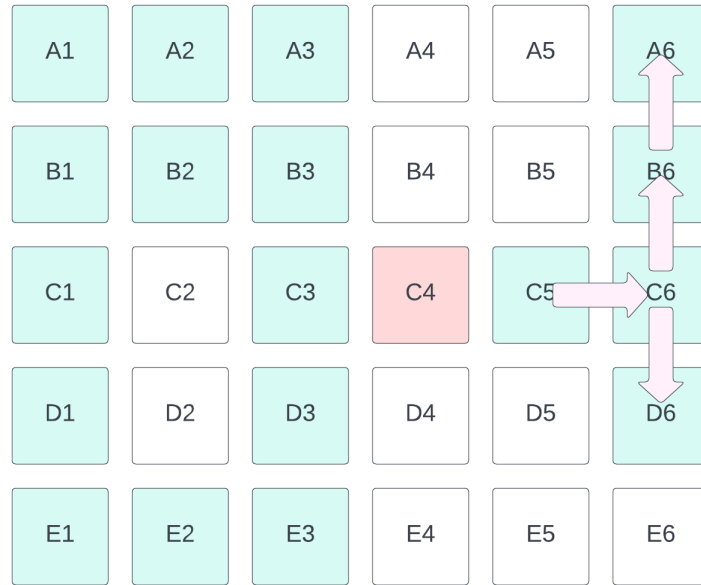 A1 A2 A3 A4 A5 A6
B1 B2 B3 B4 B5 B6
C1 C2 C3 C4 C5 C6
D1 D2 D3 D4 D5 D6
E1 E2 E3 E4 E5 E6